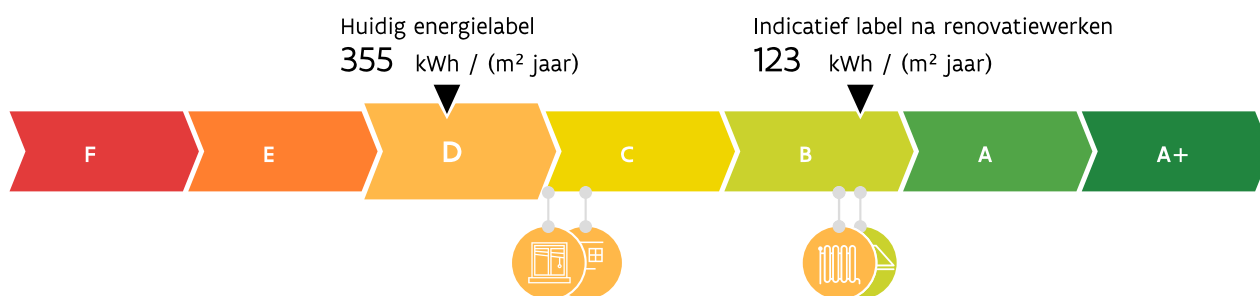 Huidig energielabel
355 kWh / (m² jaar)
Indicatief label na renovatiewerken
123 kWh / (m² jaar)
F E D C B A A+